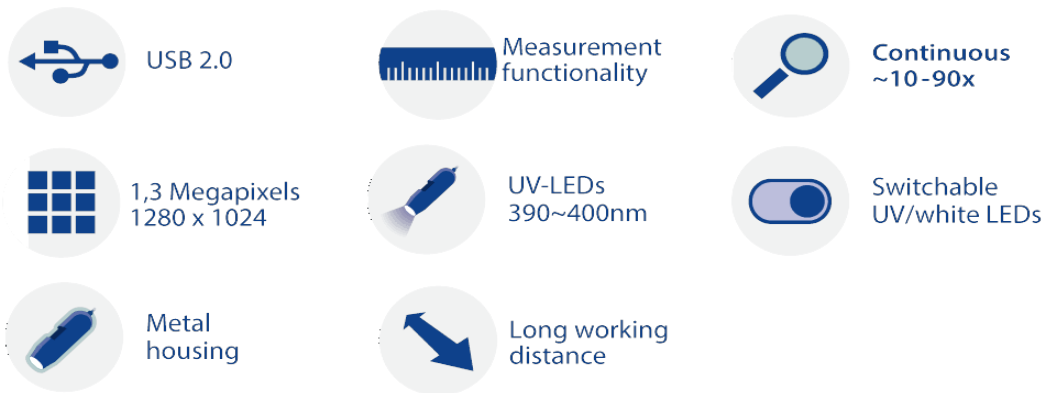 USB 2.0
Measurement
functionality
Continuous
~10-90x
1,3 Megapixels
1280 x 1024
UV-LEDs
390~400nm
Switchable
UV/white LEDs
Metal
housing
Long working
distance